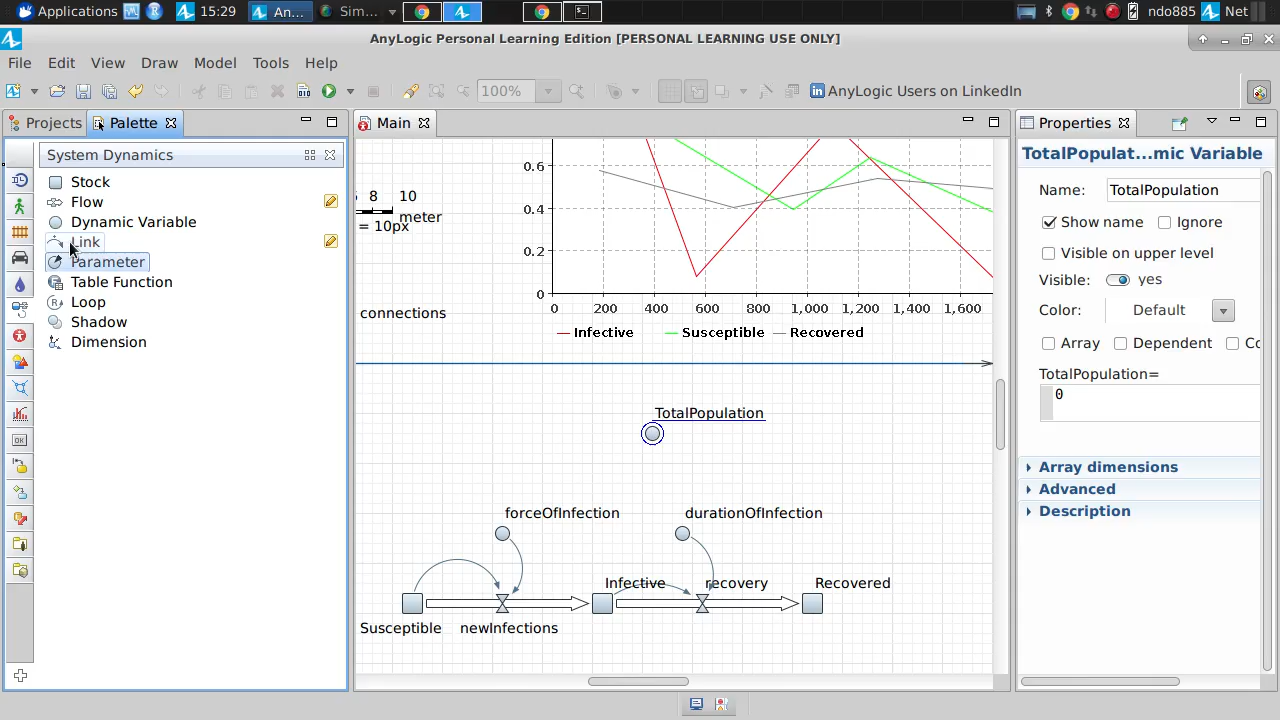 Applications 15:29 An... Sim... ndo885 Net
AnyLogic Personal Learning Edition [PERSONAL LEARNING USE ONLY]
File Edit View Draw Model Tools Help
100% AnyLogic Users on LinkedIn
Projects Palette
System Dynamics
Stock
Flow
Dynamic Variable
Link
Parameter
Table Function
Loop
Shadow
Dimension
OK
Main
8 10
meter
= 10px
connections
0.6
0.4
0.2
0
0 200 400 600 800 1,000 1,200 1,400 1,600
Infective Susceptible Recovered
TotalPopulation
forceOfInfection durationOfInfection
Infective recovery Recovered
Susceptible newInfections
Properties
TotalPopulat...mic Variable
Name: TotalPopulation
Show name Ignore
Visible on upper level
Visible: yes
Color: Default
Array Dependent Co
TotalPopulation=
0
Array dimensions
Advanced
Description